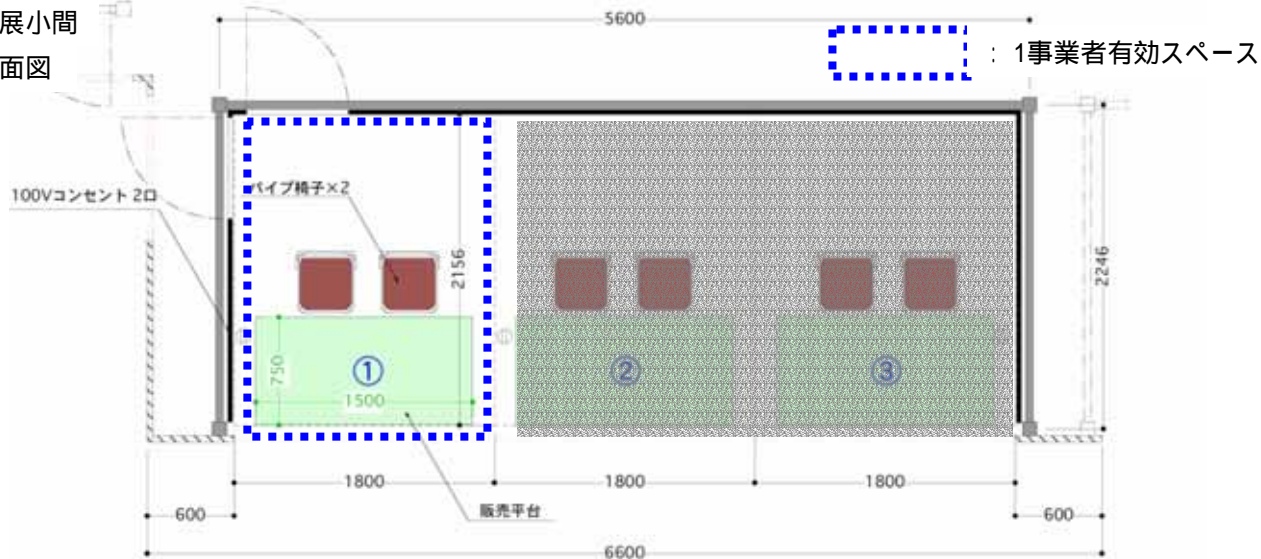 展小間
面図
5600
: 1事業者有効スペース
100Vコンセント 2口
パイプ椅子×2
2156
2246
750
①
1500
②
③
1800
1800
1800
600
販売平台
600
6600